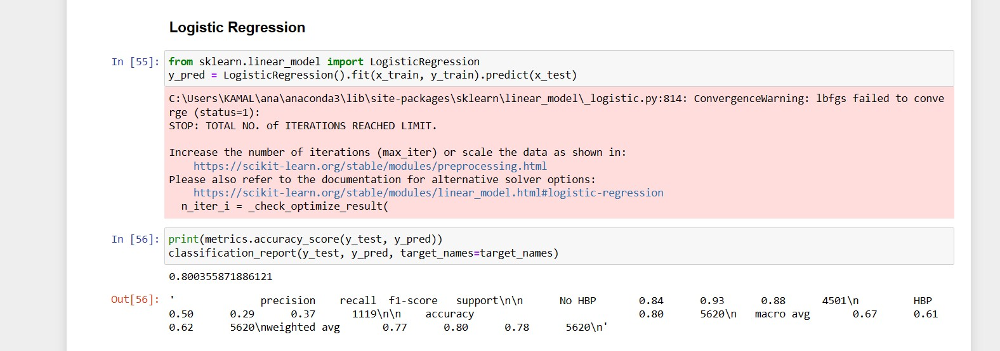 Logistic Regression
In [55]: from sklearn.linear_model import LogisticRegression
y_pred = LogisticRegression().fit(x_train, y_train).predict(x_test)
C:\Users\KAMAL\ana\anaconda3\lib\site-packages\sklearn\linear_model\_logistic.py:814: ConvergenceWarning: lbfgs failed to conve
rge (status=1):
STOP: TOTAL NO. of ITERATIONS REACHED LIMIT.
Increase the number of iterations (max_iter) or scale the data as shown in:
https://scikit-learn.org/stable/modules/preprocessing.html
Please also refer to the documentation for alternative solver options:
https://scikit-learn.org/stable/modules/linear_model.html#logistic-regression
n_iter_i = _check_optimize_result(
In [56]: print(metrics.accuracy_score(y_test, y_pred))
classification_report(y_test, y_pred, target_names=target_names)
0.800355871886121
Out[56]: '              precision    recall  f1-score   support\n\n      No HBP       0.84      0.93      0.88      4501\n         HBP
0.50      0.29      0.37      1119\n\n    accuracy                           0.80      5620\n   macro avg       0.67      0.61
0.62      5620\nweighted avg       0.77      0.80      0.78      5620\n'